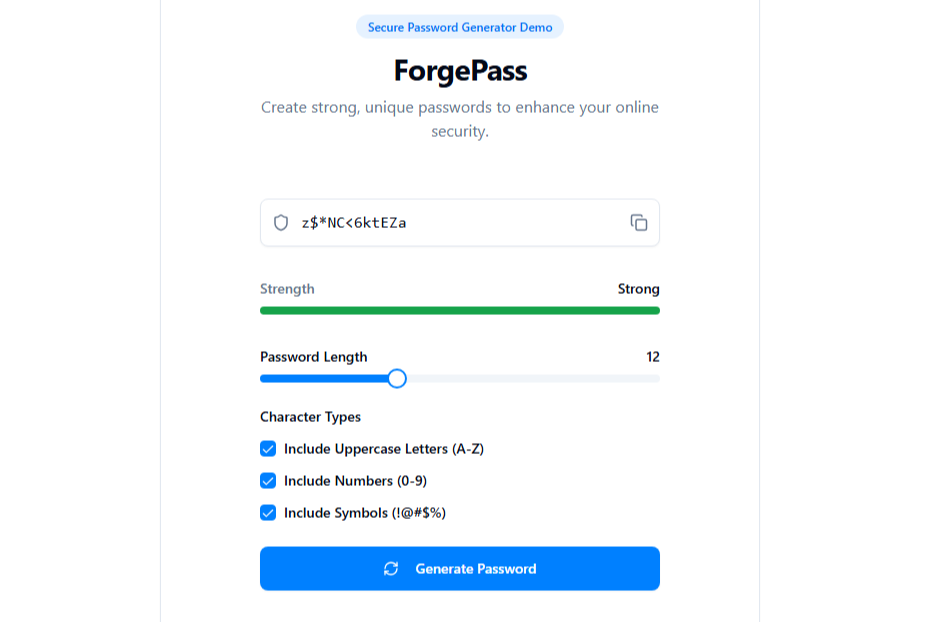 Secure Password Generator Demo
ForgePass
Create strong, unique passwords to enhance your online
security.
z$*NC<6ktEZa
Strength Strong
Password Length 12
Character Types
Include Uppercase Letters (A-Z)
Include Numbers (0-9)
Include Symbols (!@#$%)
Generate Password